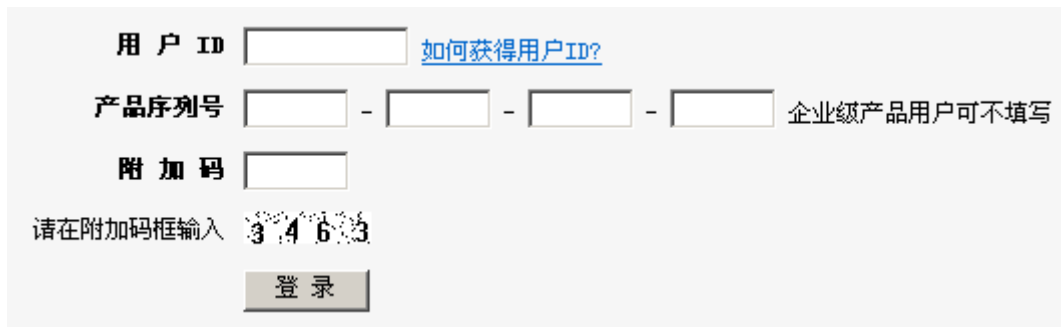 用 户 ID 如何获得用户ID?
产品序列号 - - - 企业级产品用户可不填写
附 加 码
请在附加码框输入 3 4 6 3
登 录